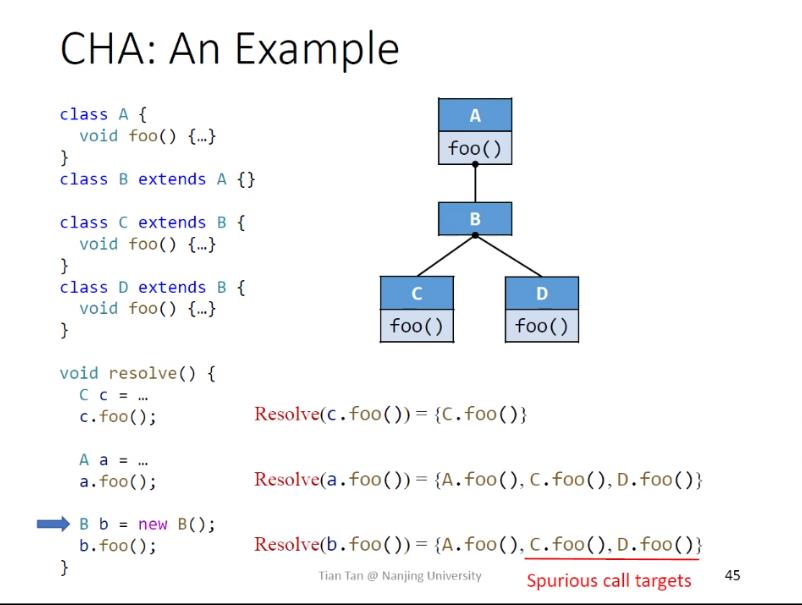 CHA: An Example
class A {
void foo() {…}
}
class B extends A {}
class C extends B {
void foo() {…}
}
class D extends B {
void foo() {…}
}
A
foo()
B
C
D
foo()
foo()
void resolve() {
C c = …
c.foo();
Resolve(c.foo()) = {C.foo()}
A a = …
a.foo();
Resolve(a.foo()) = {A.foo(), C.foo(), D.foo()}
B b = new B();
b.foo();
Resolve(b.foo()) = {A.foo(), C.foo(), D.foo()}
}
Tian Tan @ Nanjing University
Spurious call targets
45